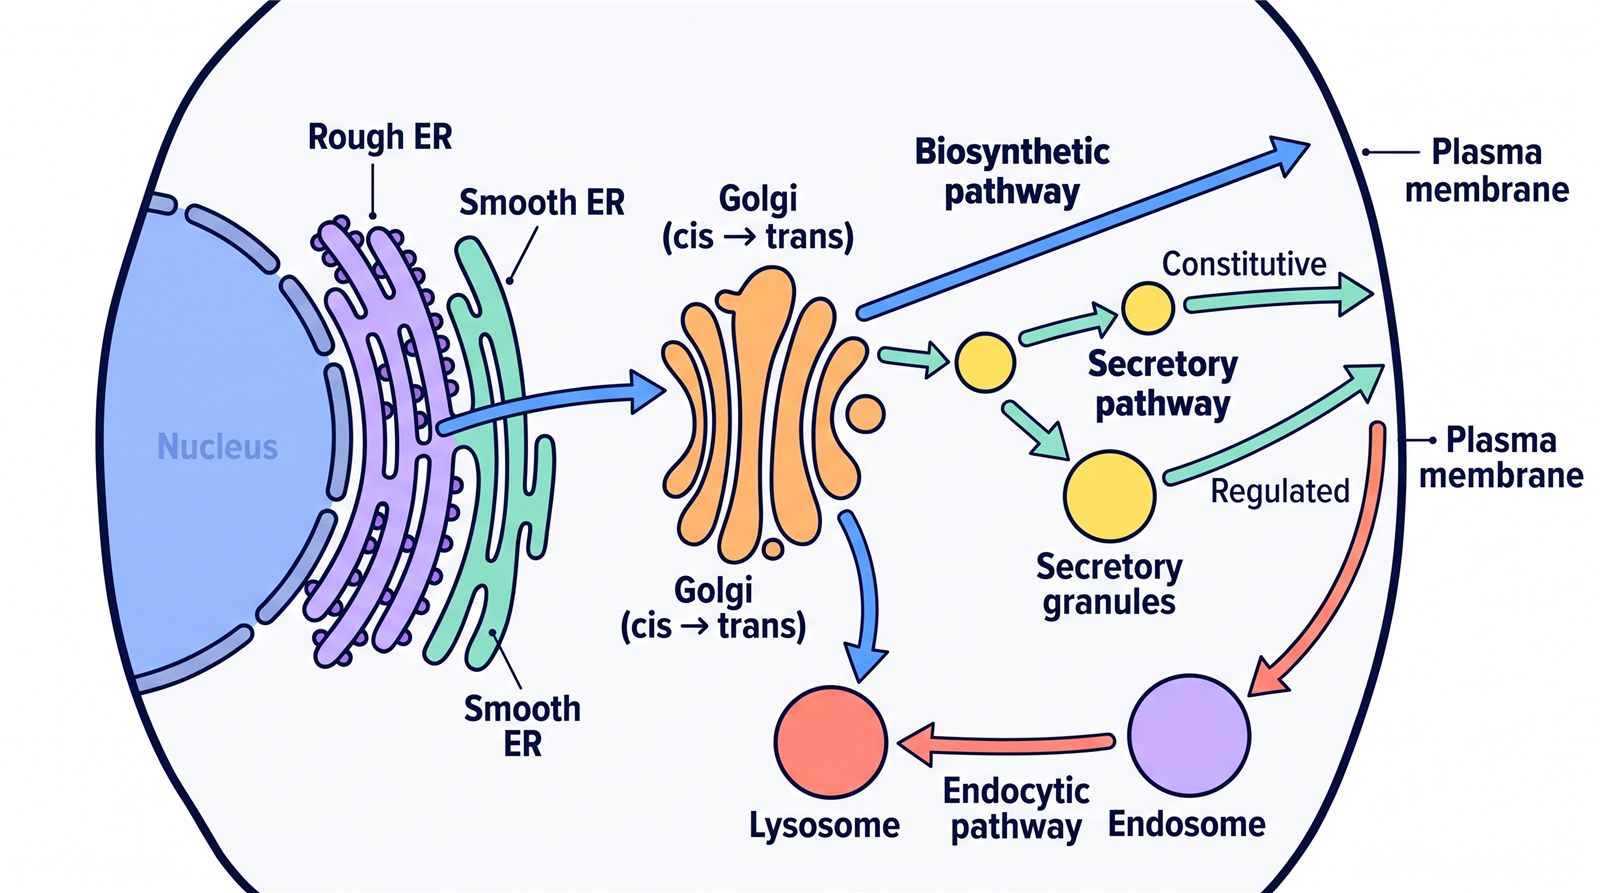 Rough ER
Smooth ER
Golgi
(cis → trans)
Biosynthetic
pathway
Plasma
membrane
Constitutive
Secretory
pathway
Nucleus
Plasma
membrane
Regulated
Secretory
granules
Golgi
(cis → trans)
Smooth
ER
Lysosome
Endocytic
pathway
Endosome